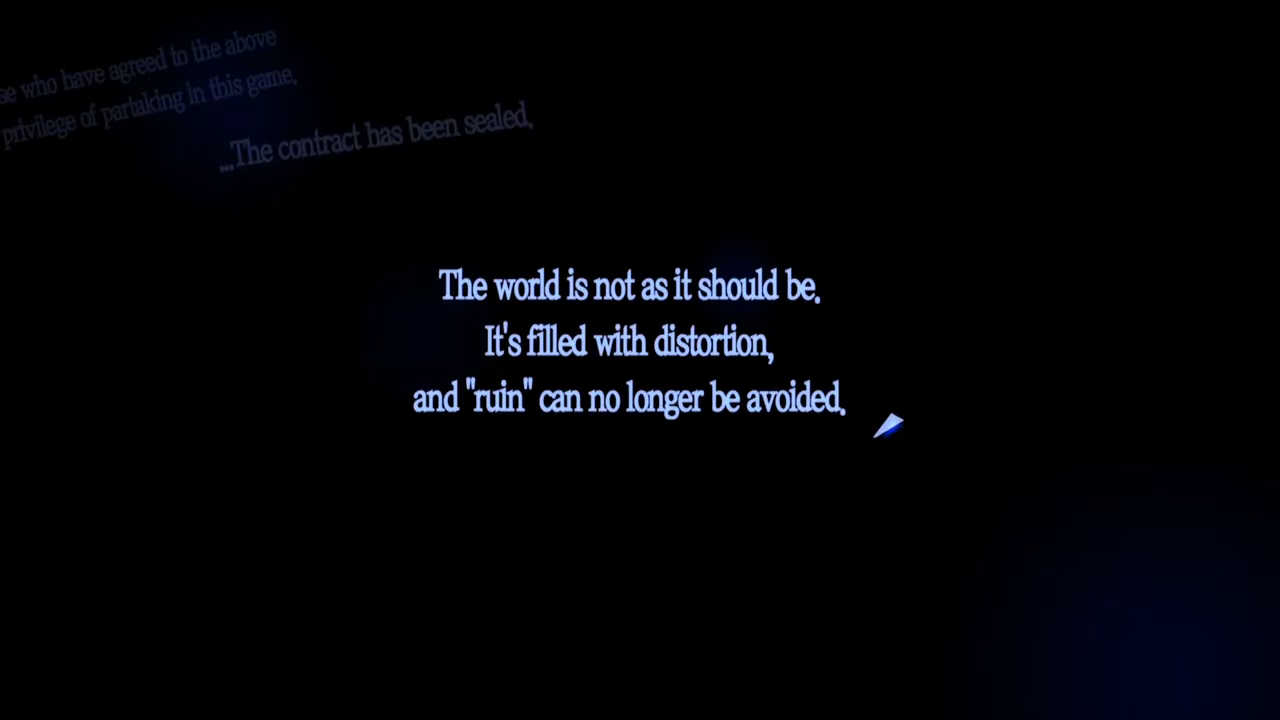 se who have agreed to the above
privilege of partaking in this game.
...The contract has been sealed.
The world is not as it should be.
It's filled with distortion,
and "ruin" can no longer be avoided.